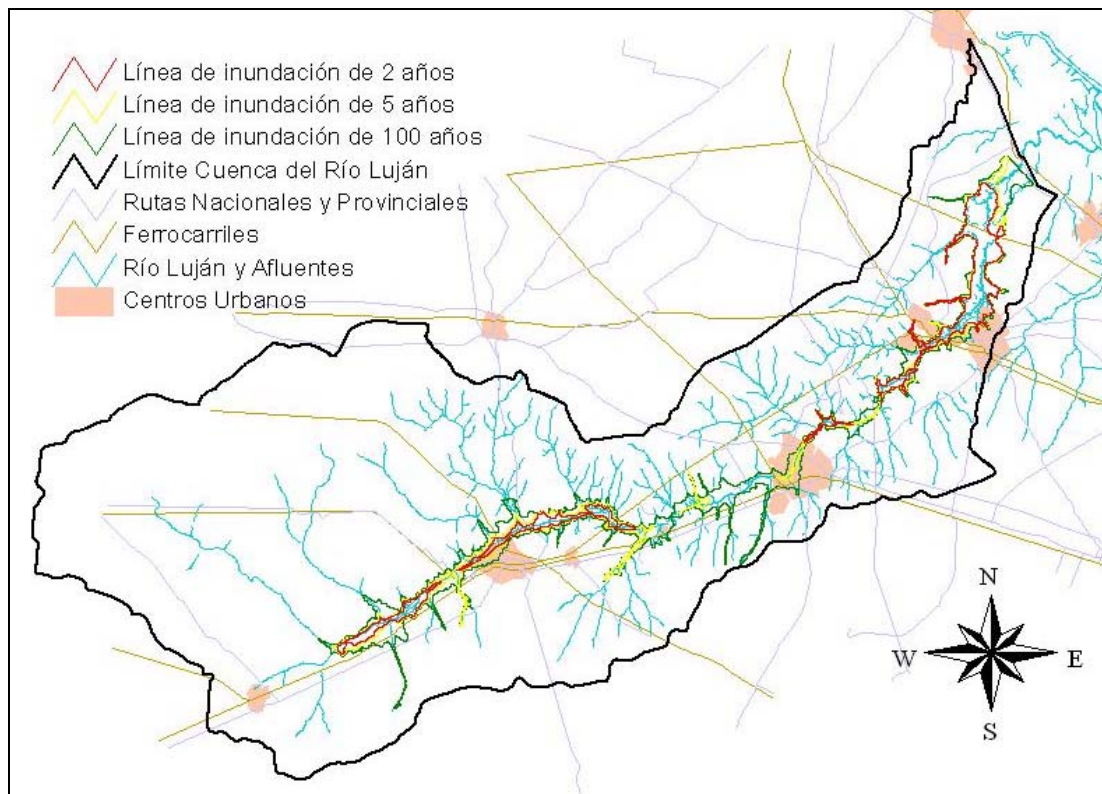 Línea de inundación de 2 años
Línea de inundación de 5 años
Línea de inundación de 100 años
Límite Cuenca del Río Luján
Rutas Nacionales y Provinciales
Ferrocarriles
Río Luján y Afluentes
Centros Urbanos
N
W
E
S